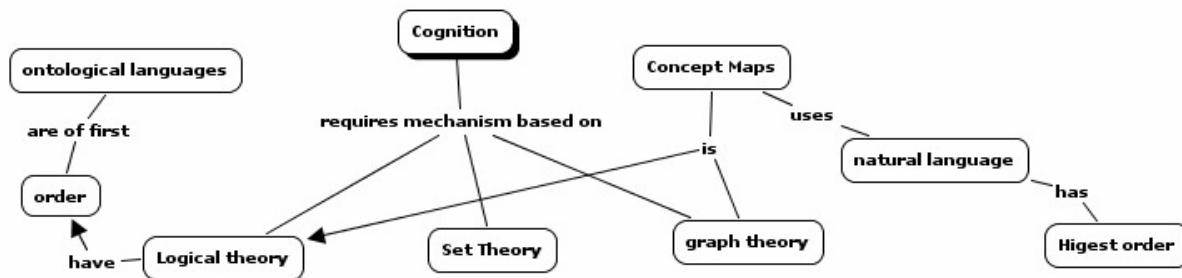 Cognition
ontological languages
Concept Maps
are of first
requires mechanism based on
uses
is
natural language
order
has
have
Logical theory
Set Theory
graph theory
Higest order